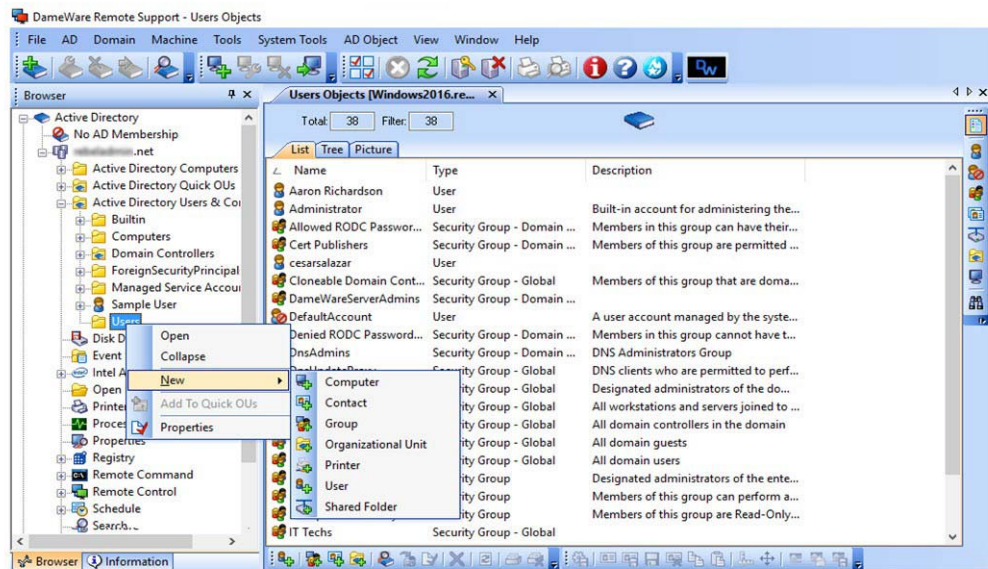 DameWare Remote Support - Users Objects
File AD Domain Machine Tools System Tools AD Object View Window Help
Browser
Active Directory
No AD Membership
.net
Active Directory Computers
Active Directory Quick OUs
Active Directory Users & Co
Builtin
Computers
Domain Controllers
ForeignSecurityPrincipal
Managed Service Accou
Sample User
Users
Disk D
Event
Intel A
Open
Printer
Proces
Properties
Registry
Remote Command
Remote Control
Schedule
Search
Browser Information
Open
Collapse
New
Add To Quick OUs
Properties
Computer
Contact
Group
Organizational Unit
Printer
User
Shared Folder
Users Objects [Windows2016.re...
Total: 38 Filter: 38
List Tree Picture
Name Type Description
Aaron Richardson User
Administrator User Built-in account for administering the...
Allowed RODC Passwor... Security Group - Domain ... Members in this group can have their...
Cert Publishers Security Group - Domain ... Members of this group are permitted ...
cesarsalazar User
Cloneable Domain Cont... Security Group - Global Members of this group that are doma...
DameWareServerAdmins Security Group - Domain ...
DefaultAccount User A user account managed by the syste...
Denied RODC Password... Security Group - Domain ... Members in this group cannot have t...
DnsAdmins Security Group - Domain ... DNS Administrators Group
DnsUpdateProxy Security Group - Global DNS clients who are permitted to perf...
ity Group - Global Designated administrators of the do...
ity Group - Global All workstations and servers joined to ...
ity Group - Global All domain controllers in the domain
ity Group - Global All domain guests
ity Group - Global All domain users
ity Group Designated administrators of the ente...
ity Group Members of this group can perform a...
ity Group Members of this group are Read-Only...
IT Techs Security Group - Global